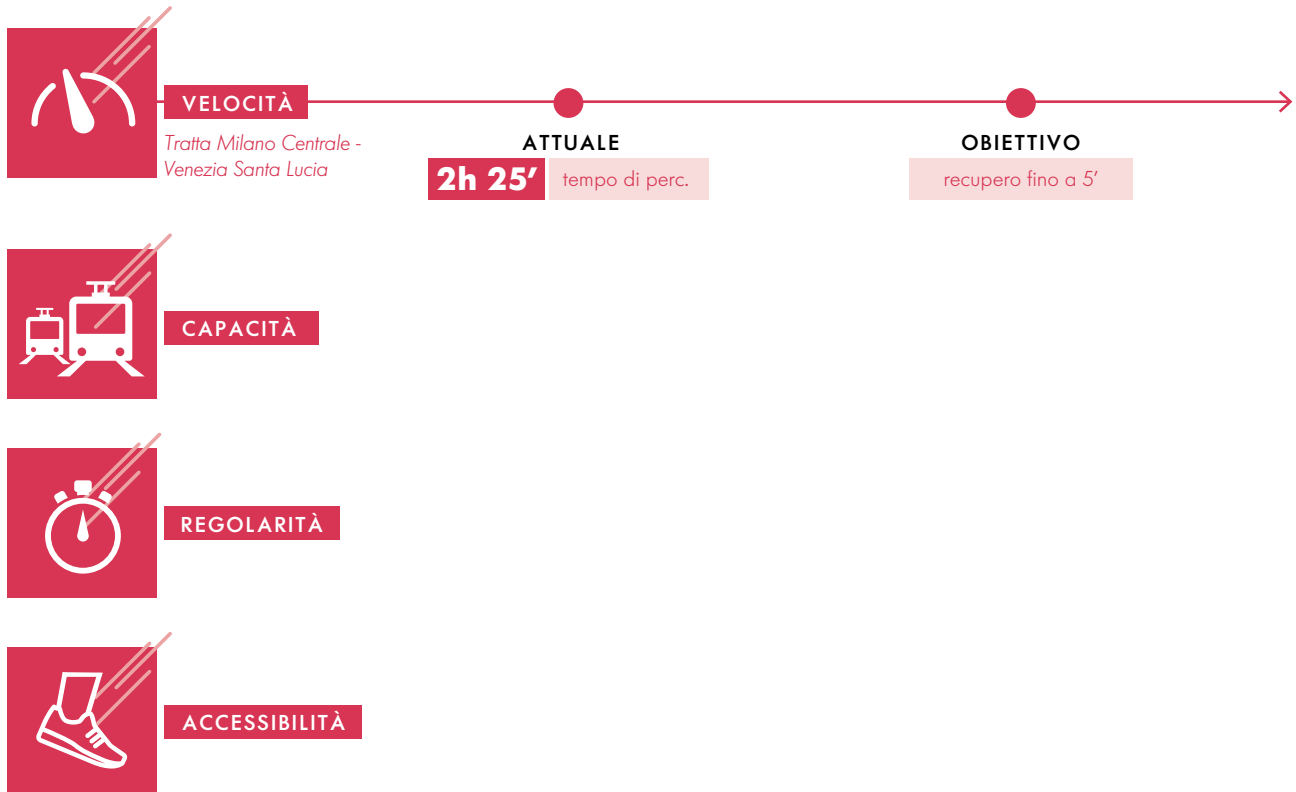 VELOCITÀ
Tratta Milano Centrale -
Venezia Santa Lucia
ATTUALE
2h 25’ tempo di perc.
OBIETTIVO
recupero fino a 5’
CAPACITÀ
REGOLARITÀ
ACCESSIBILITÀ